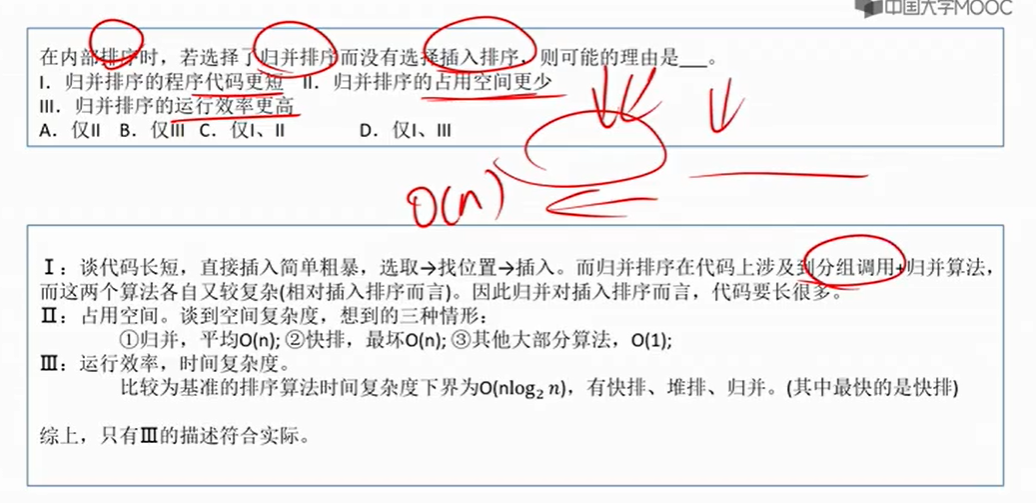 中国大学MOOC
在内部排序时，若选择了归并排序而没有选择插入排序，则可能的理由是___。
I．归并排序的程序代码更短 II．归并排序的占用空间更少
III．归并排序的运行效率更高
A．仅II B．仅III C．仅I、II D．仅I、III
O(n)
Ⅰ：谈代码长短，直接插入简单粗暴，选取→找位置→插入。而归并排序在代码上涉及到分组调用+归并算法，
而这两个算法各自又较复杂(相对插入排序而言)。因此归并对插入排序而言，代码要长很多。
Ⅱ：占用空间。谈到空间复杂度，想到的三种情形：
①归并，平均O(n); ②快排，最坏O(n); ③其他大部分算法，O(1);
Ⅲ：运行效率，时间复杂度。
比较为基准的排序算法时间复杂度下界为O(nlog₂ n)，有快排、堆排、归并。(其中最快的是快排)
综上，只有Ⅲ的描述符合实际。